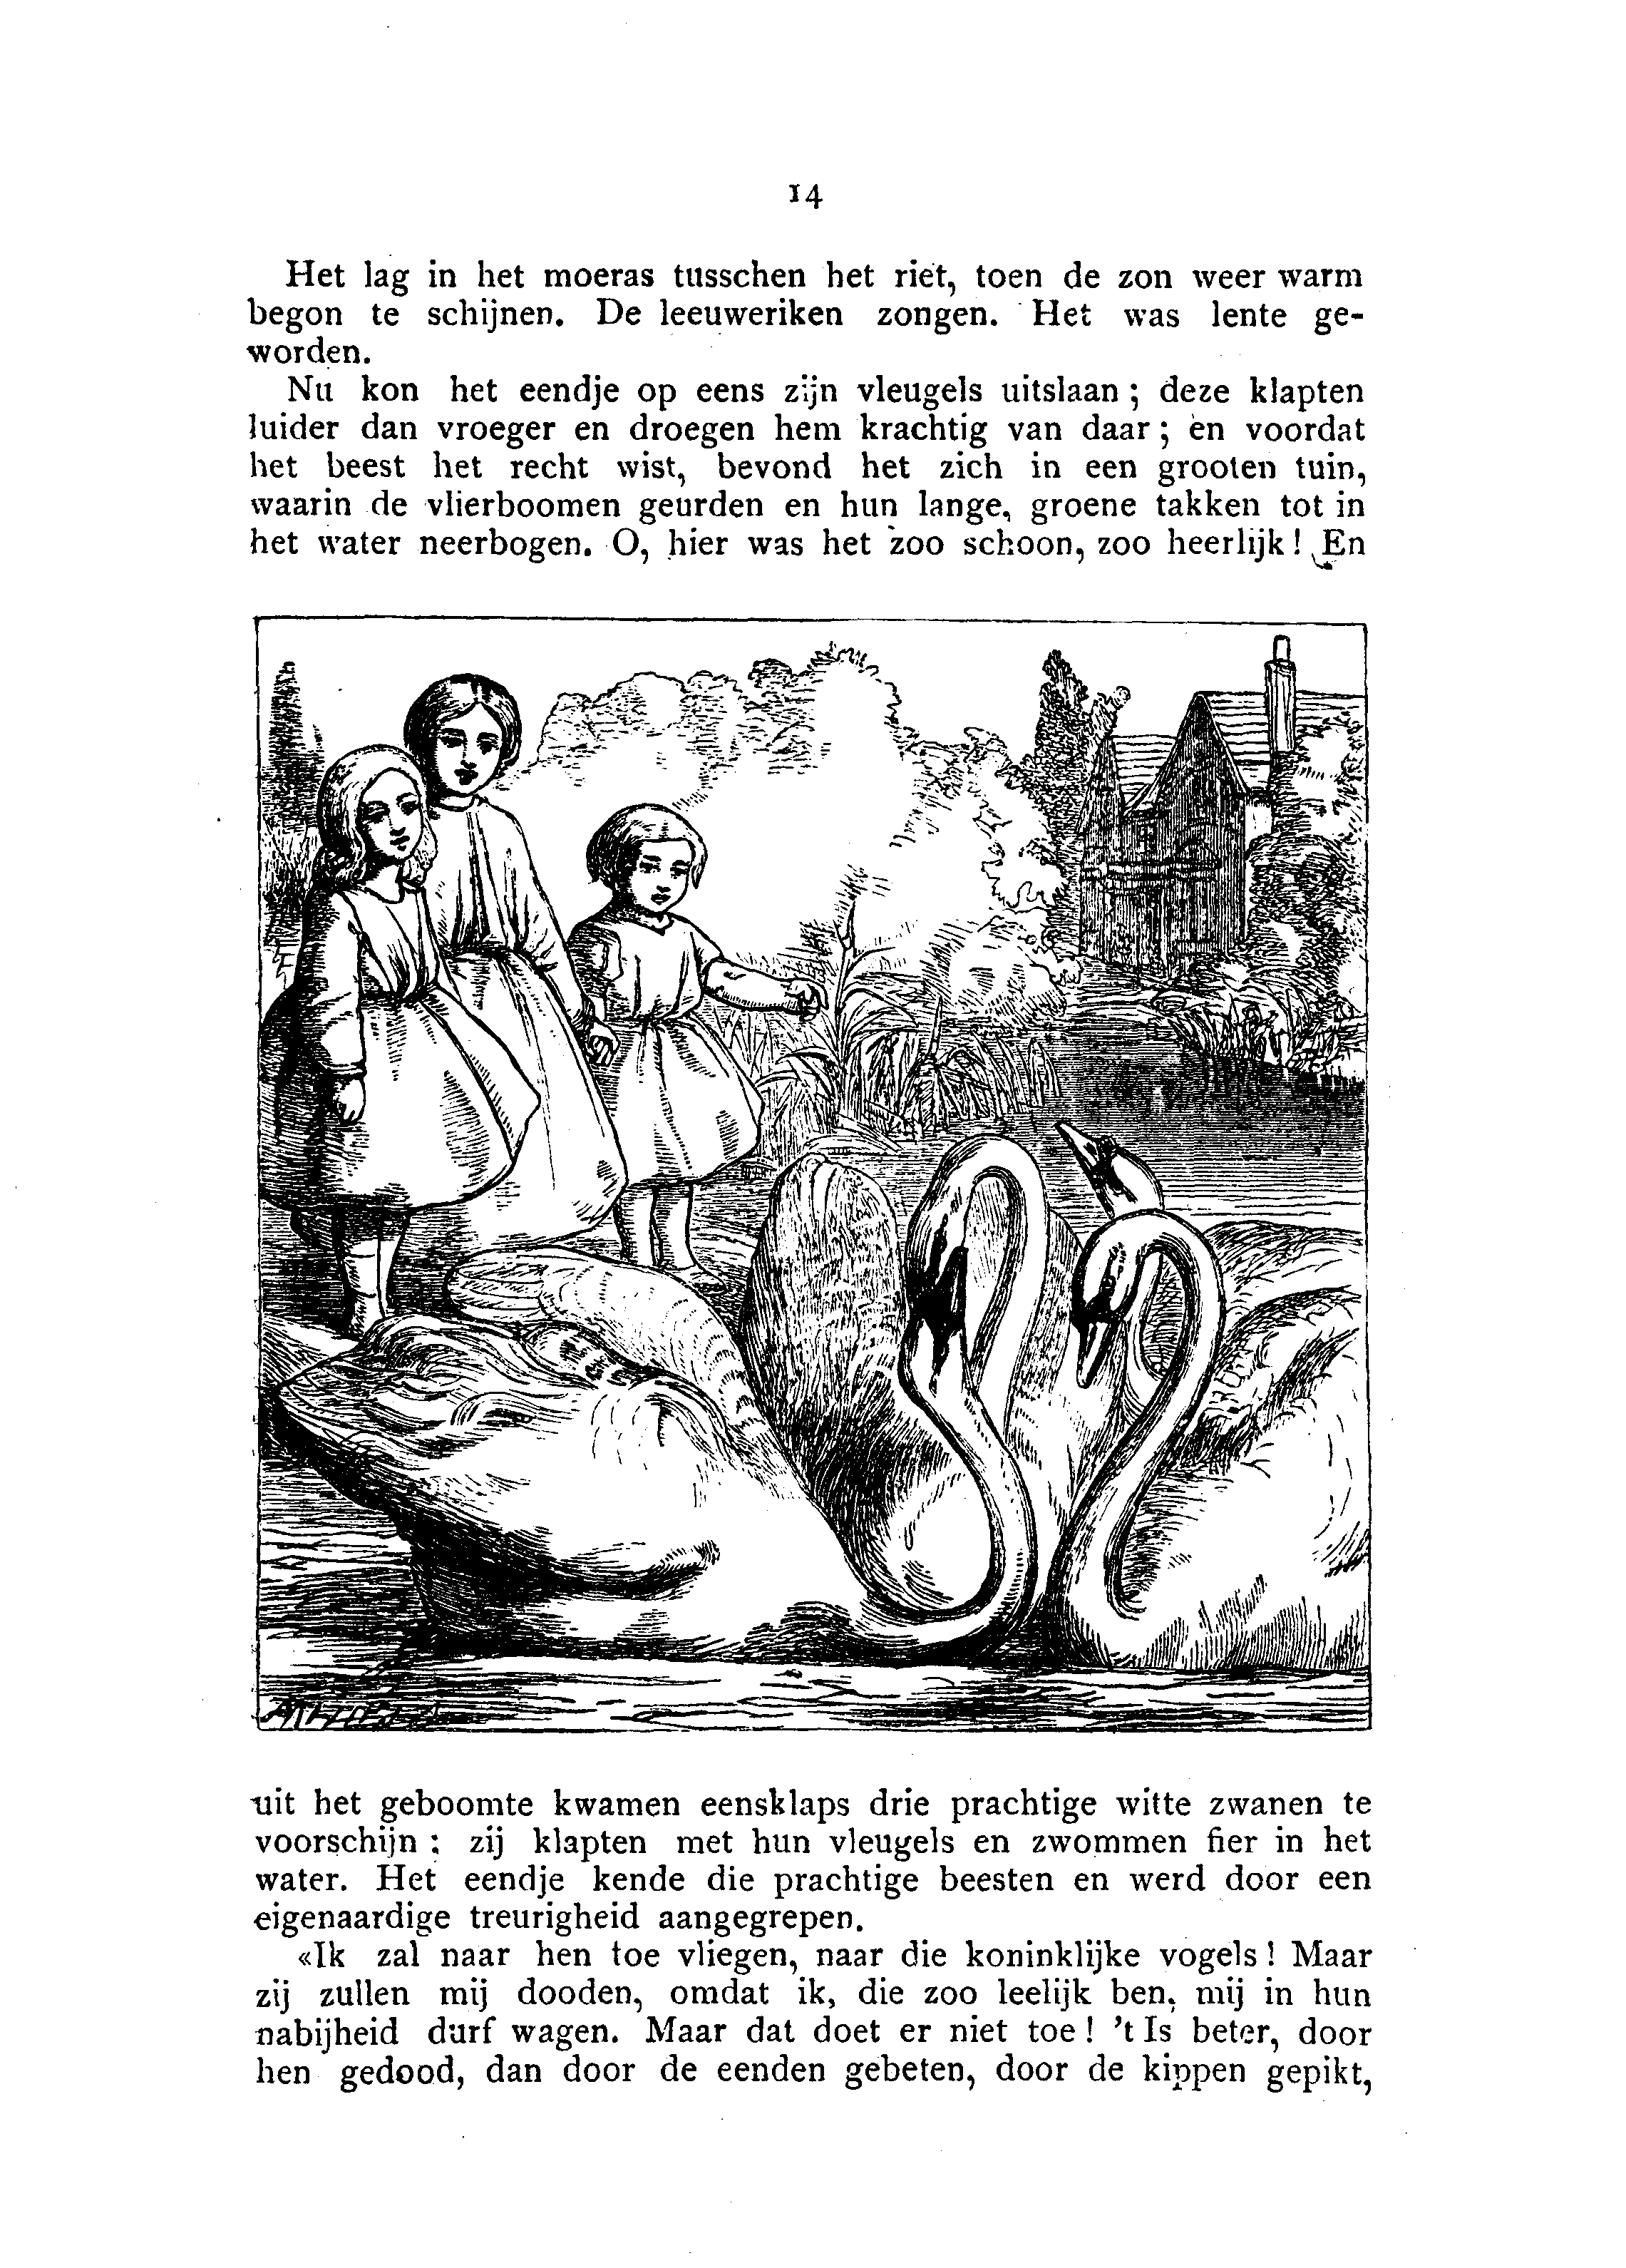 14
Het lag in het moeras tusschen het riet, toen de zon weer warm
begon te schijnen. De leeuweriken zongen. Het was lente ge-
worden.
Nu kon het eendje op eens zijn vleugels uitslaan; deze klapten
luider dan vroeger en droegen hem krachtig van daar; en voordat
het beest het recht wist, bevond het zich in een grooten tuin,
waarin de vlierboomen geurden en hun lange, groene takken tot in
het water neerbogen. O, hier was het zoo schoon, zoo heerlijk! En
uit het geboomte kwamen eensklaps drie prachtige witte zwanen te
voorschijn; zij klapten met hun vleugels en zwommen fier in het
water. Het eendje kende die prachtige beesten en werd door een
eigenaardige treurigheid aangegrepen.
«Ik zal naar hen toe vliegen, naar die koninklijke vogels! Maar
zij zullen mij dooden, omdat ik, die zoo leelijk ben, mij in hun
nabijheid durf wagen. Maar dat doet er niet toe! 't Is beter, door
hen gedood, dan door de eenden gebeten, door de kippen gepikt,